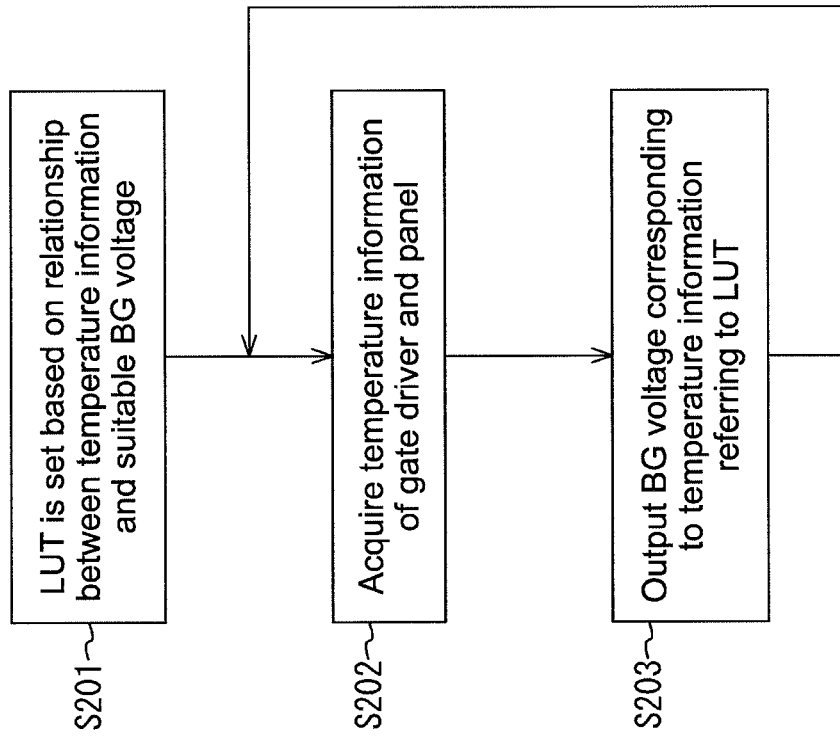 S201
LUT is set based on relationship
between temperature information
and suitable BG voltage
S202
Acquire temperature information
of gate driver and panel
S203
Output BG voltage corresponding
to temperature information
referring to LUT